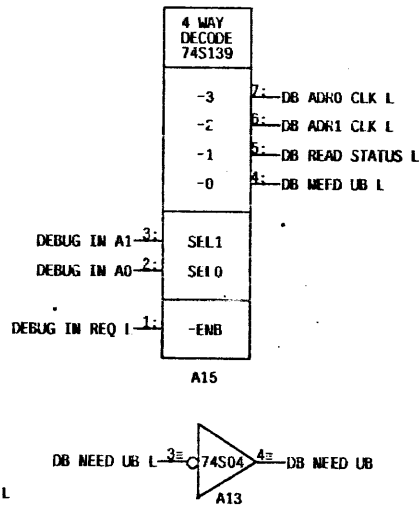 4 WAY
DECODE
74S139
-3 7: DB ADR0 CLK L
-2 6: DB ADR1 CLK L
-1 5: DB READ STATUS L
-0 4: DB NEED UB L
DEBUG IN A1 3: SEL1
DEBUG IN A0 2: SEL0
DEBUG IN REQ L 1: -ENB
A15
DB NEED UB L 3= 74S04 4= DB NEED UB
A13
L